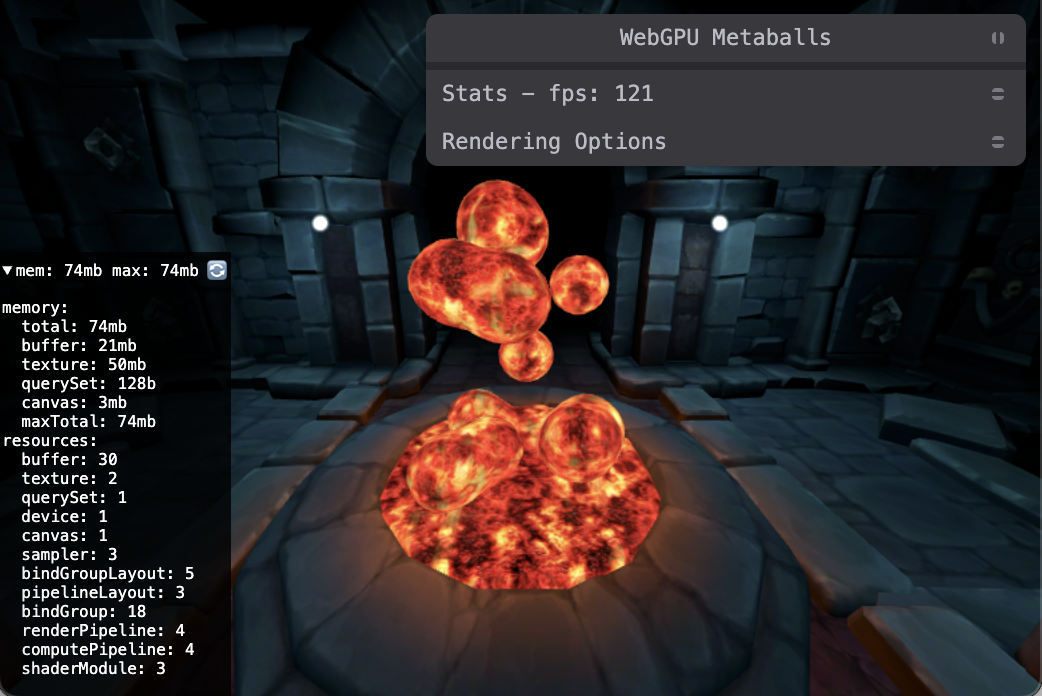 WebGPU Metaballs
Stats – fps: 121
Rendering Options
▼mem: 74mb max: 74mb 🔄
memory:
total: 74mb
buffer: 21mb
texture: 50mb
querySet: 128b
canvas: 3mb
maxTotal: 74mb
resources:
buffer: 30
texture: 2
querySet: 1
device: 1
canvas: 1
sampler: 3
bindGroupLayout: 5
pipelineLayout: 3
bindGroup: 18
renderPipeline: 4
computePipeline: 4
shaderModule: 3